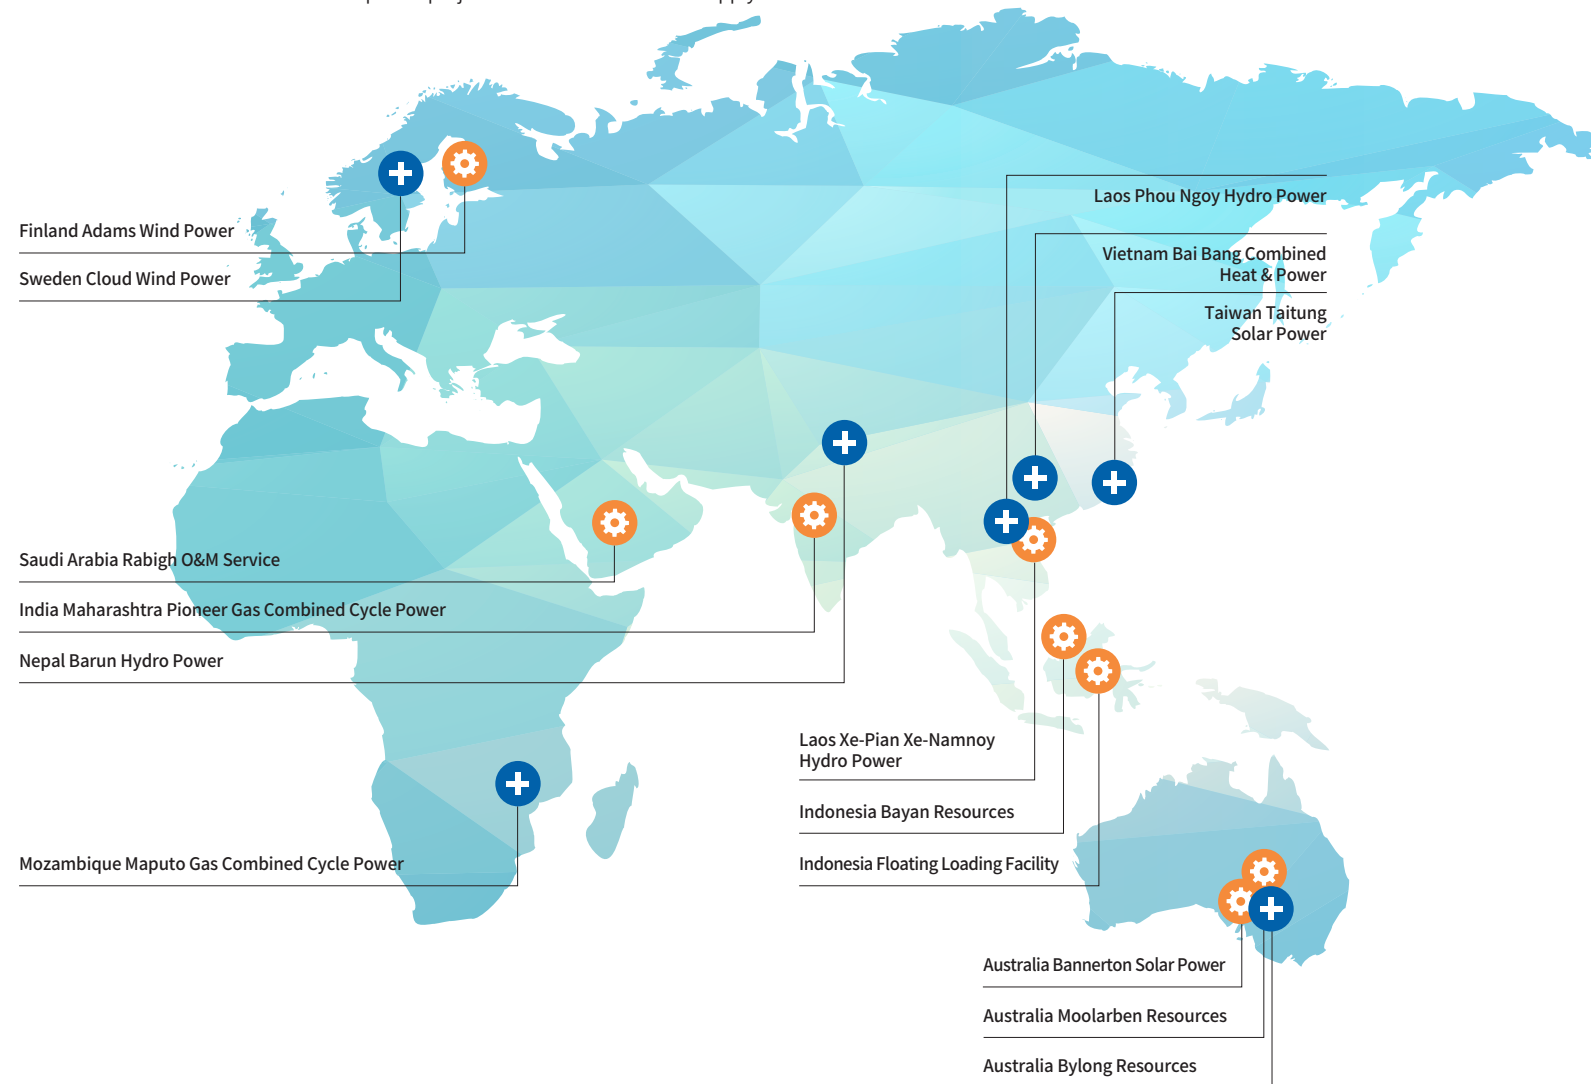 Finland Adams Wind Power
Sweden Cloud Wind Power
Laos Phou Ngoy Hydro Power
Vietnam Bai Bang Combined
Heat & Power
Taiwan Taitung
Solar Power
Saudi Arabia Rabigh O&M Service
India Maharashtra Pioneer Gas Combined Cycle Power
Nepal Barun Hydro Power
Mozambique Maputo Gas Combined Cycle Power
Laos Xe-Pian Xe-Namnoy
Hydro Power
Indonesia Bayan Resources
Indonesia Floating Loading Facility
Australia Bannerton Solar Power
Australia Moolarben Resources
Australia Bylong Resources